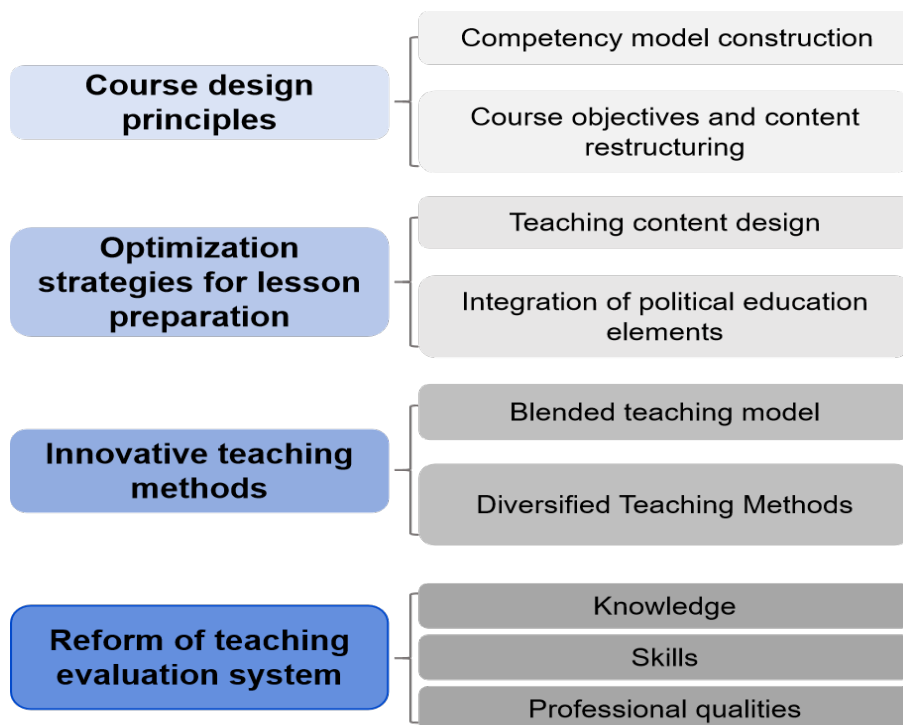 Course design
principles
Competency model construction
Course objectives and content
restructuring
Optimization
strategies for lesson
preparation
Teaching content design
Integration of political education
elements
Innovative teaching
methods
Blended teaching model
Diversified Teaching Methods
Reform of teaching
evaluation system
Knowledge
Skills
Professional qualities